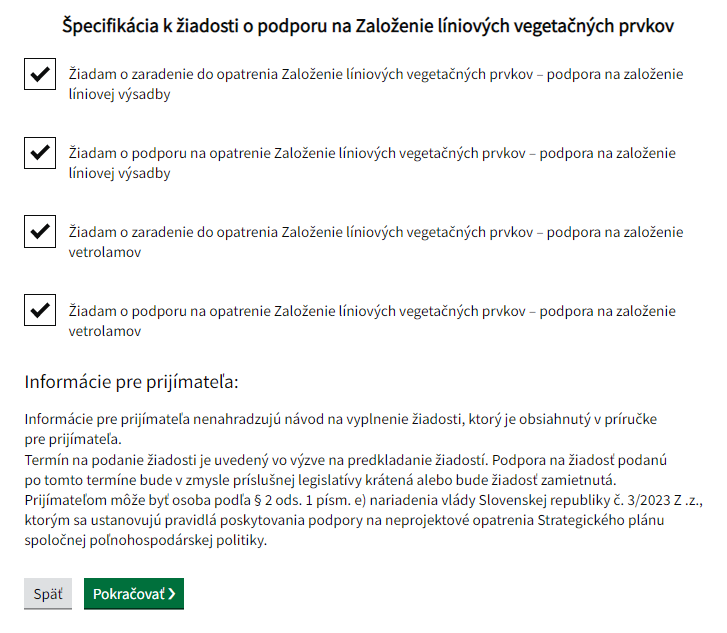 Špecifikácia k žiadosti o podporu na Založenie líniových vegetačných prvkov
Žiadam o zaradenie do opatrenia Založenie líniových vegetačných prvkov – podpora na založenie
líniovej výsadby
Žiadam o podporu na opatrenie Založenie líniových vegetačných prvkov – podpora na založenie
líniovej výsadby
Žiadam o zaradenie do opatrenia Založenie líniových vegetačných prvkov – podpora na založenie
vetrolamov
Žiadam o podporu na opatrenie Založenie líniových vegetačných prvkov – podpora na založenie
vetrolamov
Informácie pre prijímateľa:
Informácie pre prijímateľa nenahradzujú návod na vyplnenie žiadosti, ktorý je obsiahnutý v príručke
pre prijímateľa.
Termín na podanie žiadosti je uvedený vo výzve na predkladanie žiadostí. Podpora na žiadosť podanú
po tomto termíne bude v zmysle príslušnej legislatívy krátená alebo bude žiadosť zamietnutá.
Prijímateľom môže byť osoba podľa § 2 ods. 1 písm. e) nariadenia vlády Slovenskej republiky č. 3/2023 Z .z.,
ktorým sa ustanovujú pravidlá poskytovania podpory na neprojektové opatrenia Strategického plánu
spoločnej poľnohospodárskej politiky.
Späť
Pokračovať ❯